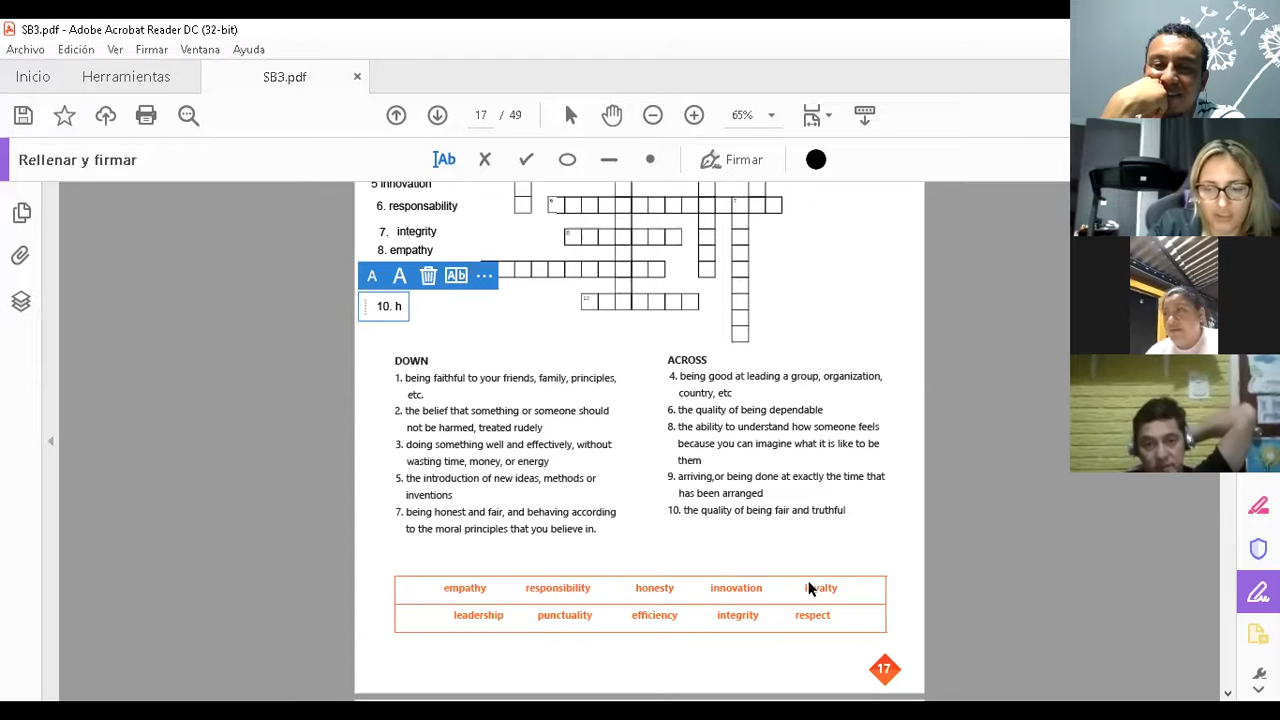 SB3.pdf - Adobe Acrobat Reader DC (32-bit)
Archivo Edición Ver Firmar Ventana Ayuda
Inicio Herramientas SB3.pdf ×
17 / 49 65%
Rellenar y firmar Ab Firmar
5 innovation
6. responsability
7. integrity
8. empathy
A A Ab ...
10. h
6
7
8
10
DOWN
1. being faithful to your friends, family, principles,
etc.
2. the belief that something or someone should
not be harmed, treated rudely
3. doing something well and effectively, without
wasting time, money, or energy
5. the introduction of new ideas, methods or
inventions
7. being honest and fair, and behaving according
to the moral principles that you believe in.
ACROSS
4. being good at leading a group, organization,
country, etc
6. the quality of being dependable
8. the ability to understand how someone feels
because you can imagine what it is like to be
them
9. arriving,or being done at exactly the time that
has been arranged
10. the quality of being fair and truthful
empathy responsibility honesty innovation loyalty
leadership punctuality efficiency integrity respect
17